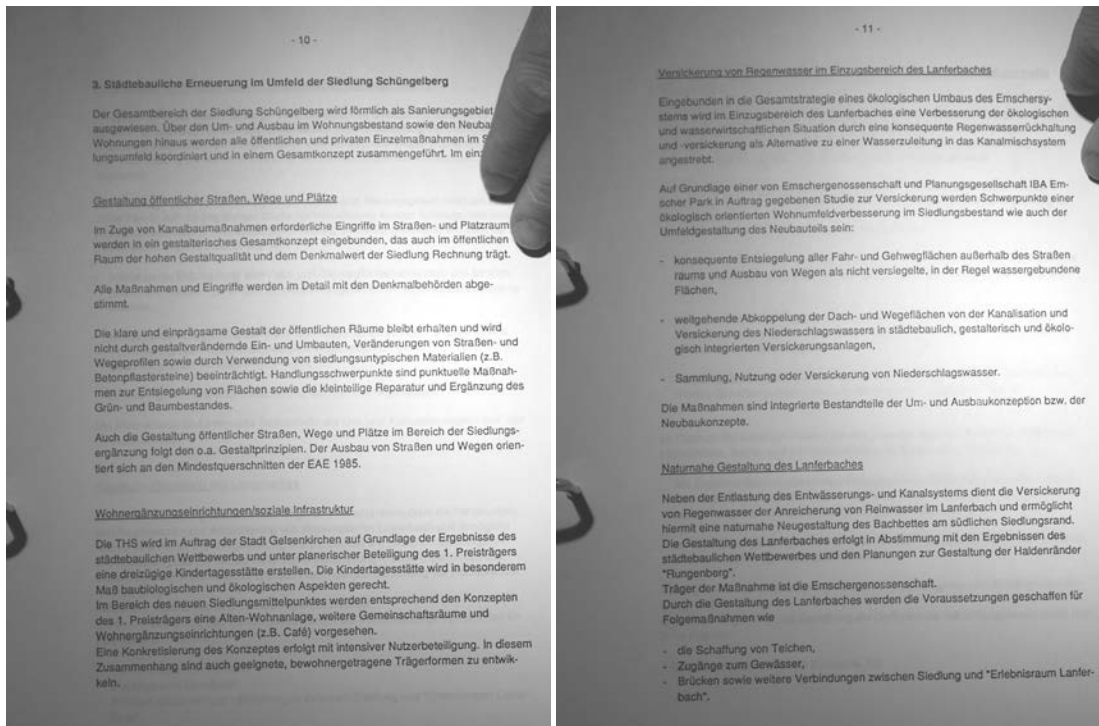 - 10 -
3. Städtebauliche Erneuerung im Umfeld der Siedlung Schüngelberg
Der Gesamtbereich der Siedlung Schüngelberg wird förmlich als Sanierungsgebiet
ausgewiesen. Über den Um- und Ausbau im Wohnungsbestand sowie den
Wohnungen hinaus werden alle öffentlichen und privaten Einzelmaßnahmen im
lungsumfeld koordiniert und in einem Gesamtkonzept zusammengeführt. Im
Gestaltung öffentlicher Straßen, Wege und Plätze
Im Zuge von Kanalbaumaßnahmen erforderliche Eingriffe im Straßen- und Platzraum
werden in ein gestalterisches Gesamtkonzept eingebunden, das auch im öffentlichen
Raum der hohen Gestaltqualität und dem Denkmalwert der Siedlung Rechnung trägt.
Alle Maßnahmen und Eingriffe werden im Detail mit den Denkmalbehörden abge-
stimmt.
Die klare und einprägsame Gestalt der öffentlichen Räume bleibt erhalten und wird
nicht durch gestaltverändernde Ein- und Umbauten, Veränderungen von Straßen- und
Wegeprofilen sowie durch Verwendung von siedlungsuntypischen Materialien (z.B.
Betonpflastersteine) beeinträchtigt. Handlungsschwerpunkte sind punktuelle Maßnah-
men zur Entsiegelung von Flächen sowie die kleinteilige Reparatur und Ergänzung des
Grün- und Baumbestandes.
Auch die Gestaltung öffentlicher Straßen, Wege und Plätze im Bereich der Siedlungs-
ergänzung folgt den o.a. Gestaltprinzipien. Der Ausbau von Straßen und Wegen orien-
tiert sich an den Mindestquerschnitten der EAE 1985.
Wohnergänzungseinrichtungen/soziale Infrastruktur
Die THS wird im Auftrag der Stadt Gelsenkirchen auf Grundlage der Ergebnisse des
städtebaulichen Wettbewerbs und unter planerischer Beteiligung des 1. Preisträgers
eine dreizügige Kindertagesstätte erstellen. Die Kindertagesstätte wird in besonderem
Maß baubiologischen und ökologischen Aspekten gerecht.
Im Bereich des neuen Siedlungsmittelpunktes werden entsprechend den Konzepten
des 1. Preisträgers eine Alten-Wohnanlage, weitere Gemeinschaftsräume und
Wohnergänzungseinrichtungen (z.B. Café) vorgesehen.
Eine Konkretisierung des Konzeptes erfolgt mit intensiver Nutzerbeteiligung. In diesem
Zusammenhang sind auch geeignete, bewohnergetragene Trägerformen zu entwik-
keln.
- 11 -
Versickerung von Regenwasser im Einzugsbereich des Lanferbaches
Eingebunden in die Gesamtstrategie eines ökologischen Umbaus des Emschersy-
stems wird im Einzugsbereich des Lanferbaches eine Verbesserung der ökologischen
und wasserwirtschaftlichen Situation durch eine konsequente Regenwasserrückhaltung
und -versickerung als Alternative zu einer Wasserzuleitung in das Kanalmischsystem
angestrebt.
Auf Grundlage einer von Emschergenossenschaft und Planungsgesellschaft IBA Em-
scher Park in Auftrag gegebenen Studie zur Versickerung werden Schwerpunkte einer
ökologisch orientierten Wohnumfeldverbesserung im Siedlungsbestand wie auch der
Umfeldgestaltung des Neubauteils sein:
- konsequente Entsiegelung aller Fahr- und Gehwegflächen außerhalb des Straßen
raums und Ausbau von Wegen als nicht versiegelte, in der Regel wassergebundene
Flächen,
- weitgehende Abkoppelung der Dach- und Wegeflächen von der Kanalisation und
Versickerung des Niederschlagswassers in städtebaulich, gestalterisch und ökolo-
gisch integrierten Versickerungsanlagen,
- Sammlung, Nutzung oder Versickerung von Niederschlagswasser.
Die Maßnahmen sind integrierte Bestandteile der Um- und Ausbaukonzeption bzw. der
Neubaukonzepte.
Naturnahe Gestaltung des Lanferbaches
Neben der Entlastung des Entwässerungs- und Kanalsystems dient die Versickerung
von Regenwasser der Anreicherung von Reinwasser im Lanferbach und ermöglicht
hiermit eine naturnahe Neugestaltung des Bachbettes am südlichen Siedlungsrand.
Die Gestaltung des Lanferbaches erfolgt in Abstimmung mit den Ergebnissen des
städtebaulichen Wettbewerbes und den Planungen zur Gestaltung der Haldenränder
"Rungenberg".
Träger der Maßnahme ist die Emschergenossenschaft.
Durch die Gestaltung des Lanferbaches werden die Voraussetzungen geschaffen für
Folgemaßnahmen wie
- die Schaffung von Teichen,
- Zugänge zum Gewässer,
- Brücken sowie weitere Verbindungen zwischen Siedlung und "Erlebnisraum Lanfer-
bach".